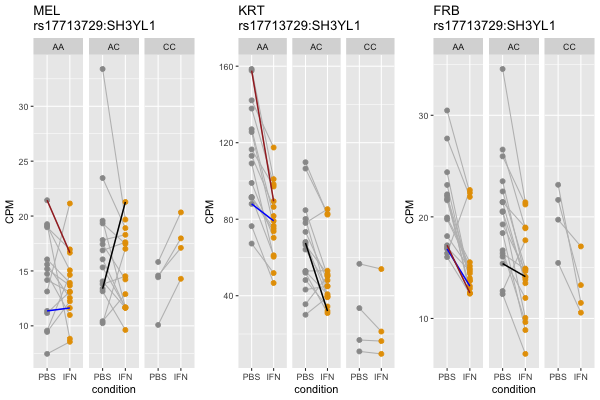 MEL
rs17713729:SH3YL1
AA AC CC
CPM
30
25
20
15
10
PBS IFN PBS IFN PBS IFN
condition
KRT
rs17713729:SH3YL1
AA AC CC
CPM
160
120
80
40
PBS IFN PBS IFN PBS IFN
condition
FRB
rs17713729:SH3YL1
AA AC CC
CPM
30
20
10
PBS IFN PBS IFN PBS IFN
condition